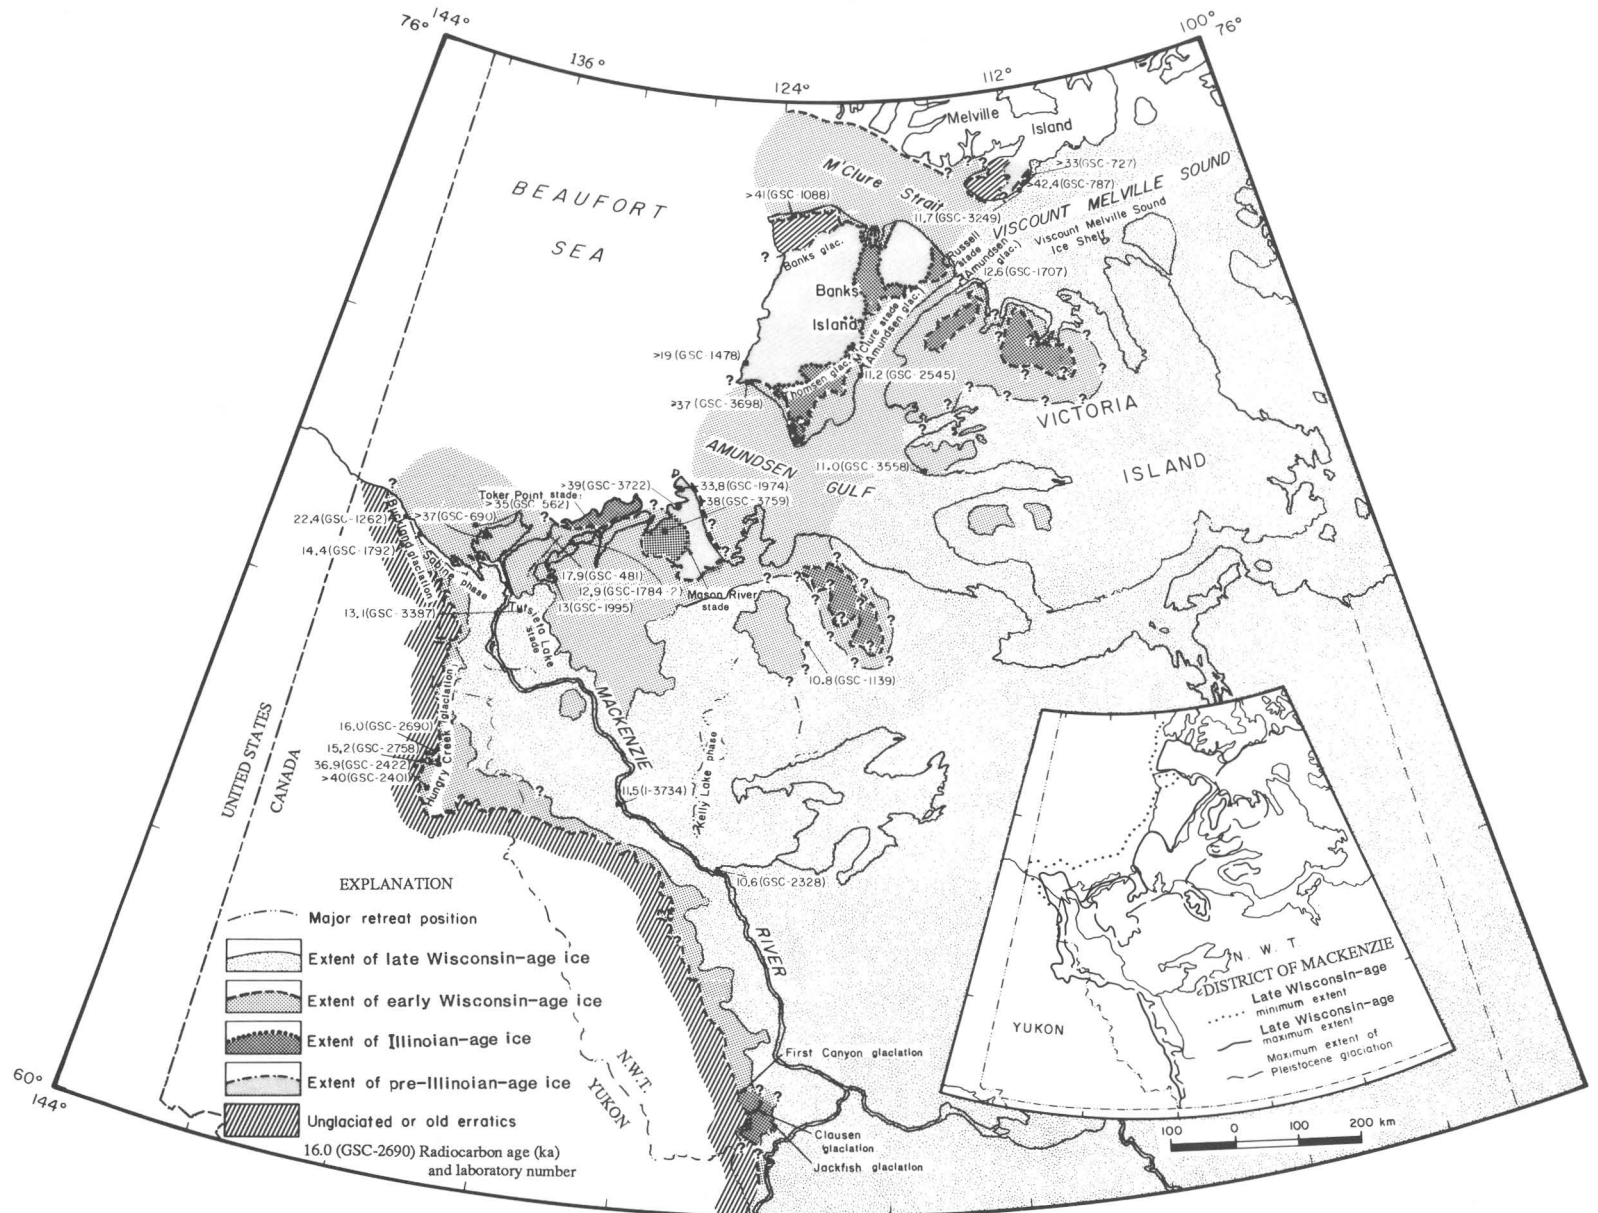 144°
76°
136°
124°
112°
100°
76°
BEAUFORT
SEA
Melville
Island
M'Clure Strait
>33(GSC-727)
>42.4(GSC-787)
>41(GSC-1088)
11.7(GSC-3249)
VISCOUNT MELVILLE SOUND
Viscount Melville Sound
Ice Shelf
Russell
stade
(Amundsen
glac.)
12.6(GSC-1707)
Banks glac.
Banks
Island
M'Clure stade
(Amundsen glac.)
Thomsen glac.
>19(GSC-1478)
11.2(GSC-2545)
>37(GSC-3698)
VICTORIA
ISLAND
AMUNDSEN
GULF
11.0(GSC-3558)
>39(GSC-3722)
33.8(GSC-1974)
>38(GSC-3759)
Toker Point stade
>35(GSC-562)
>37(GSC-690)
22.4(GSC-1262)
14.4(GSC-1792)
Buckland glaciation
Sabine phase
17.9(GSC-481)
12.9(GSC-1784-2)
13(GSC-1995)
Mason River
stade
13.1(GSC-3387)
Tutsieta Lake
stade
10.8(GSC-1139)
UNITED STATES
CANADA
16.0(GSC-2690)
15.2(GSC-2758)
36.9(GSC-2422)
>40(GSC-2401)
Hungry Creek glaciation
MACKENZIE
RIVER
11.5(I-3734)
Kelly Lake phase
10.6(GSC-2328)
First Canyon glaciation
Clausen
glaciation
Jackfish glaciation
N.W.T.
YUKON
60°
144°
EXPLANATION
Major retreat position
Extent of late Wisconsin-age ice
Extent of early Wisconsin-age ice
Extent of Illinoian-age ice
Extent of pre-Illinoian-age ice
Unglaciated or old erratics
16.0 (GSC-2690) Radiocarbon age (ka)
and laboratory number
N. W. T.
DISTRICT OF MACKENZIE
YUKON
Late Wisconsin-age
minimum extent
Late Wisconsin-age
maximum extent
Maximum extent of
Pleistocene glaciation
100 0 100 200 km